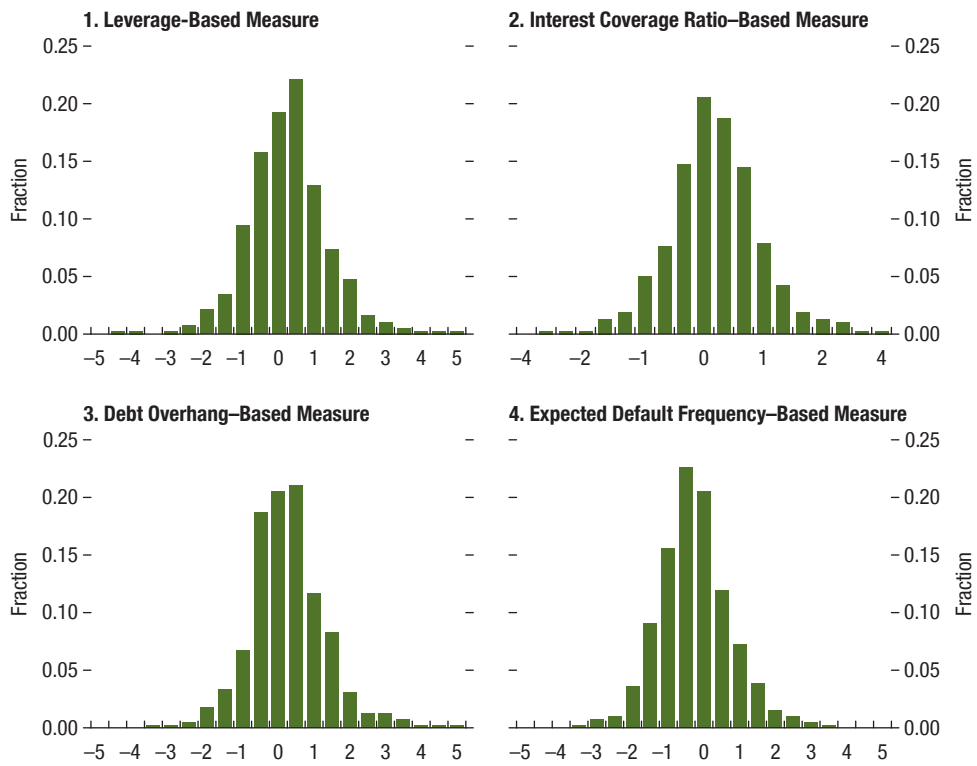 1. Leverage-Based Measure
0.25
0.20
0.15
0.10
0.05
0.00
Fraction
–5 –4 –3 –2 –1 0 1 2 3 4 5
2. Interest Coverage Ratio–Based Measure
0.25
0.20
0.15
0.10
0.05
0.00
Fraction
–4 –2 –1 0 1 2 4
3. Debt Overhang–Based Measure
0.25
0.20
0.15
0.10
0.05
0.00
Fraction
–5 –4 –3 –2 –1 0 1 2 3 4 5
4. Expected Default Frequency–Based Measure
0.25
0.20
0.15
0.10
0.05
0.00
Fraction
–5 –4 –3 –2 –1 0 1 2 3 4 5